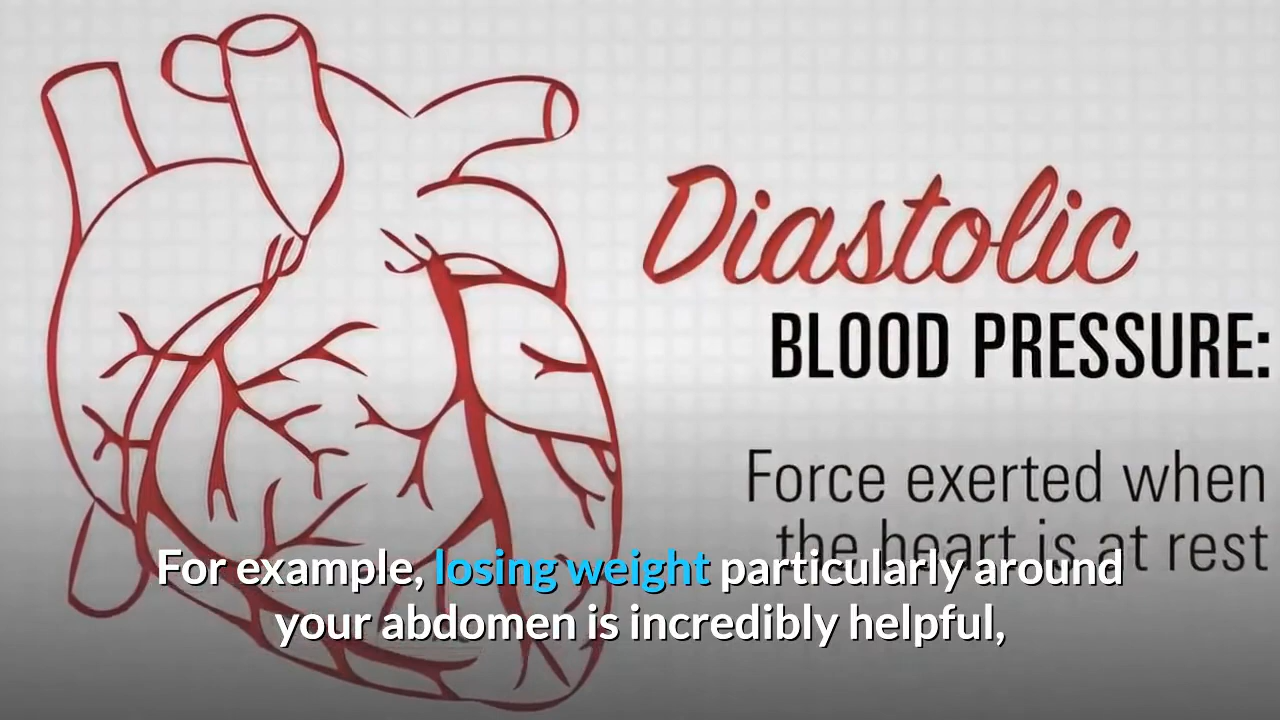 Diastolic
BLOOD PRESSURE:
Force exerted when
the heart is at rest
For example, losing weight particularly around
your abdomen is incredibly helpful,